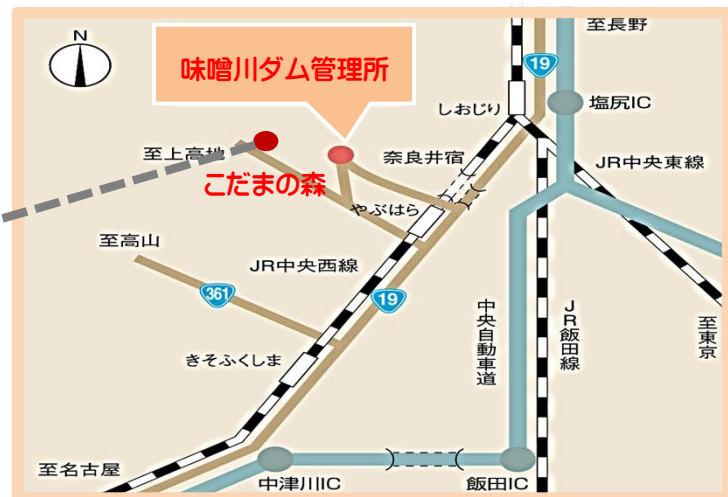 N
至長野
味噌川ダム管理所
19
塩尻IC
しおじり
至上高地
奈良井宿
JR中央東線
こだまの森
やぶはら
至高山
JR中央西線
361
19
中央自動車道
JR飯田線
至東京
きそふくしま
至名古屋
中津川IC
飯田IC